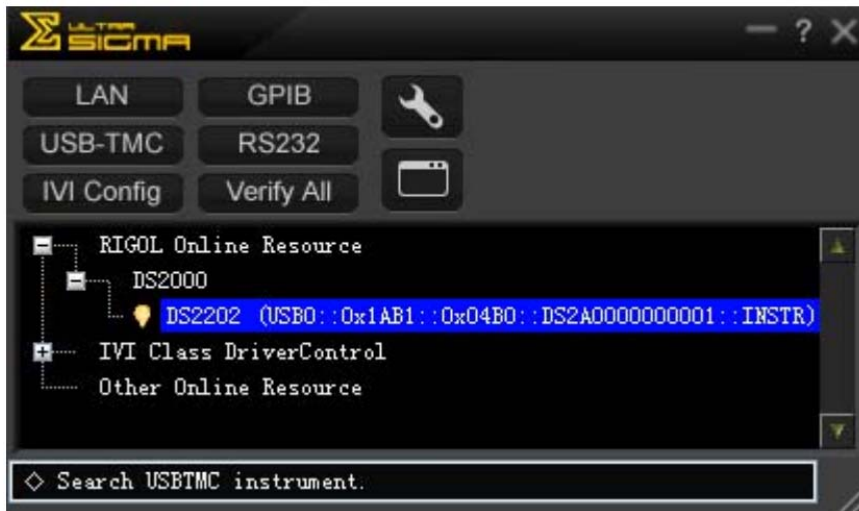 ULTRA
SIGMA
?
LAN GPIB
USB-TMC RS232
IVI Config Verify All
RIGOL Online Resource
DS2000
DS2202 (USB0::0x1AB1::0x04B0::DS2A0000000001::INSTR)
IVI Class DriverControl
Other Online Resource
Search USBTMC instrument.